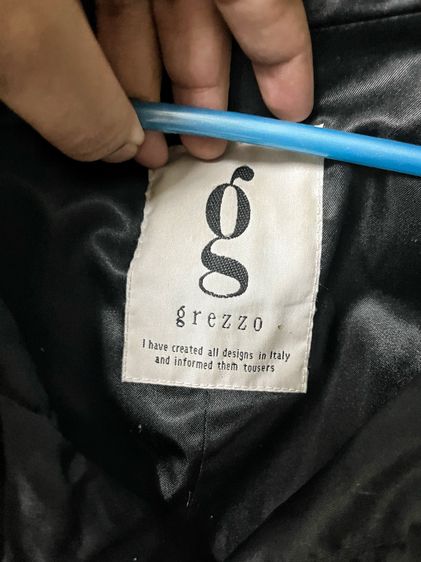 g
grezzo
I have created all designs in Italy
and informed them tousers